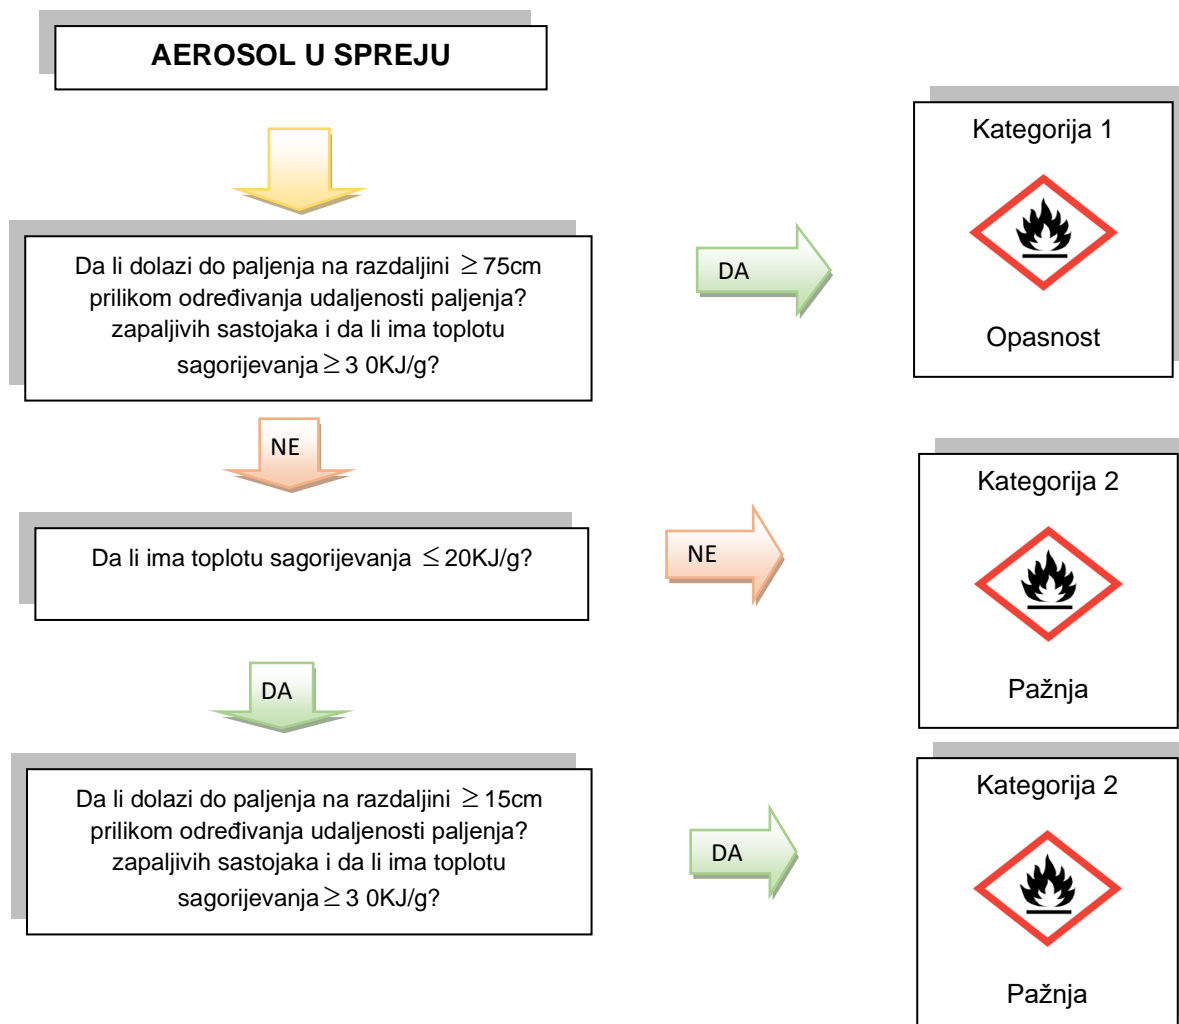 AEROSOL U SPREJU
Kategorija 1
Opasnost
Da li dolazi do paljenja na razdaljini ≥75cm
prilikom određivanja udaljenosti paljenja?
zapaljivih sastojaka i da li ima toplotu
sagorijevanja≥3 0KJ/g?
DA
NE
Kategorija 2
Pažnja
Da li ima toplotu sagorijevanja ≤20KJ/g?
NE
DA
Da li dolazi do paljenja na razdaljini ≥15cm
prilikom određivanja udaljenosti paljenja?
zapaljivih sastojaka i da li ima toplotu
sagorijevanja≥3 0KJ/g?
DA
Kategorija 2
Pažnja